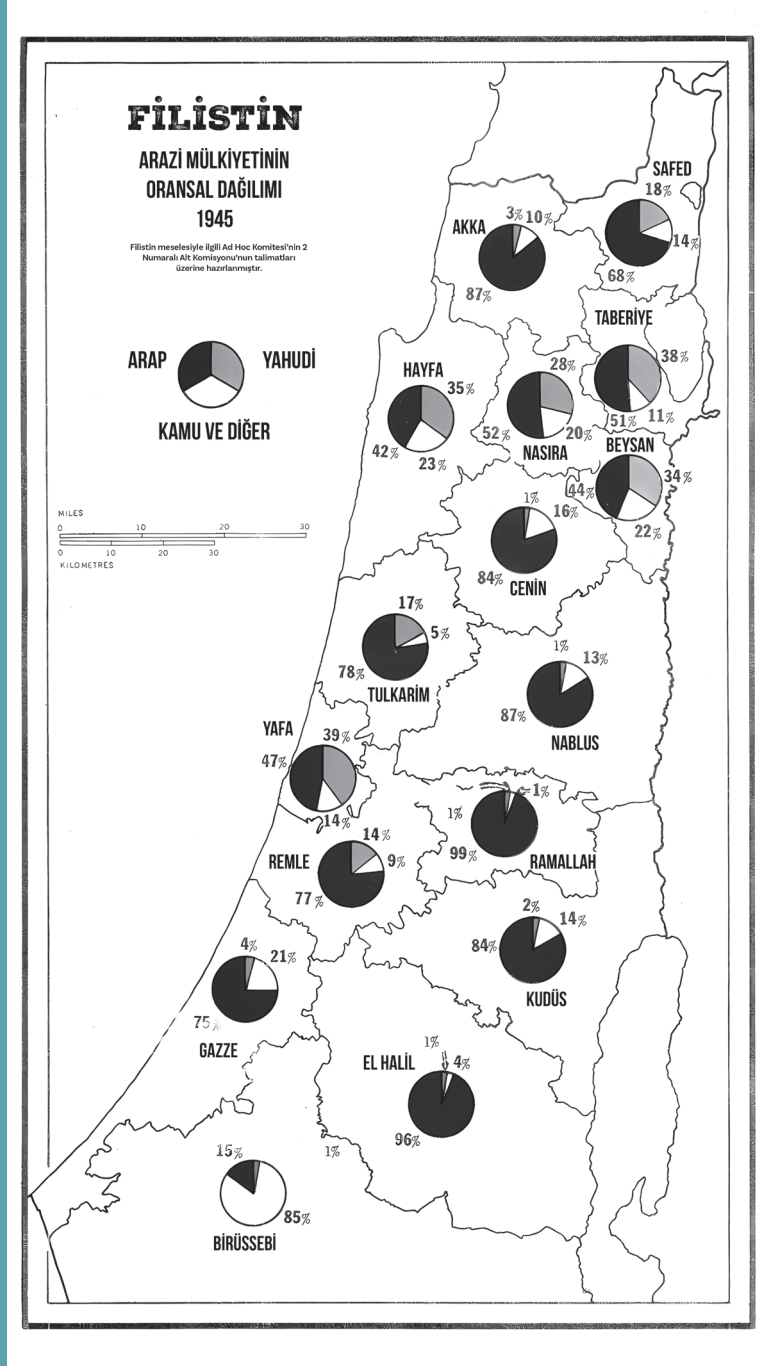 FİLİSTİN
ARAZİ MÜLKİYETİNİN
ORANSAL DAĞILIMI
1945
Filistin meselesiyle ilgili Ad Hoc Komitesi'nin 2
Numaralı Alt Komisyonu'nun talimatları
üzerine hazırlanmıştır.
ARAP
YAHUDİ
KAMU VE DİĞER
MILES
0 10 20 30
0 10 20 30
KILOMETRES
SAFED
18%
14%
68%
AKKA
3% 10%
87%
TABERİYE
38%
11%
51%
HAYFA
35%
42%
23%
28%
52%
20%
NASIRA
BEYSAN
34%
44%
22%
1%
16%
84%
CENİN
17%
5%
78%
TULKARİM
1%
13%
87%
NABLUS
YAFA
39%
47%
14%
1%
1%
99%
RAMALLAH
REMLE
14%
9%
77%
2%
14%
84%
KUDÜS
4%
21%
75%
GAZZE
EL HALİL
1%
4%
96%
15%
1%
85%
BİRÜSSEBİ